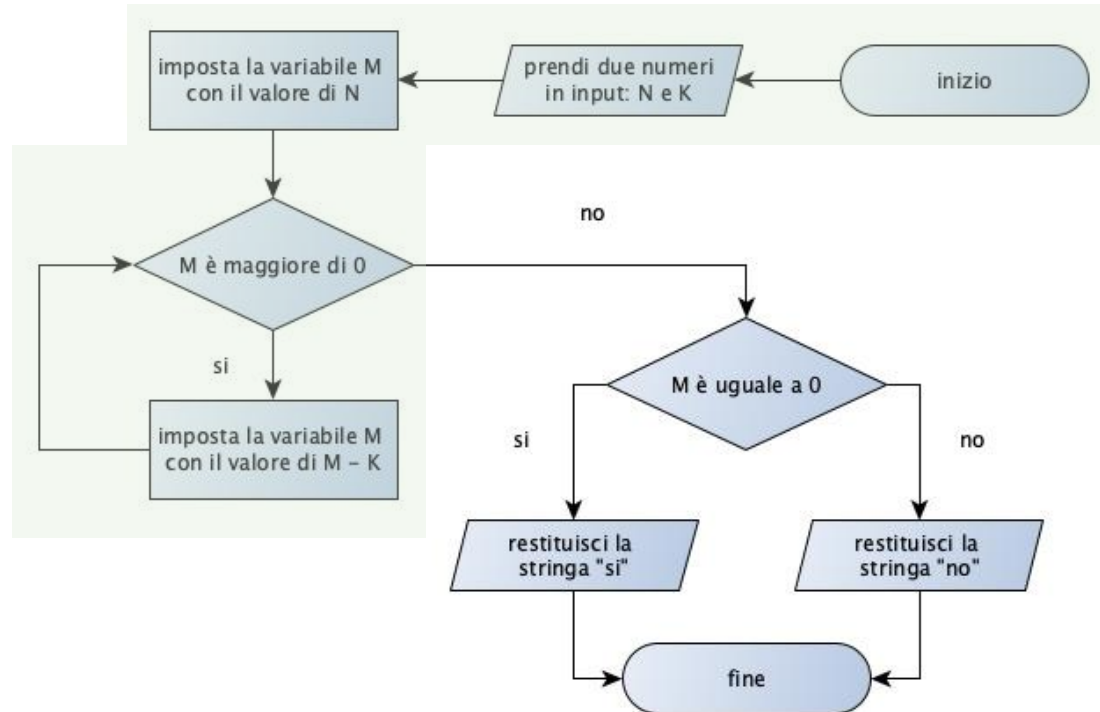 inizio
prendi due numeri
in input: N e K
imposta la variabile M
con il valore di N
M è maggiore di 0
si
imposta la variabile M
con il valore di M - K
no
M è uguale a 0
si
no
restituisci la
stringa "si"
restituisci la
stringa "no"
fine